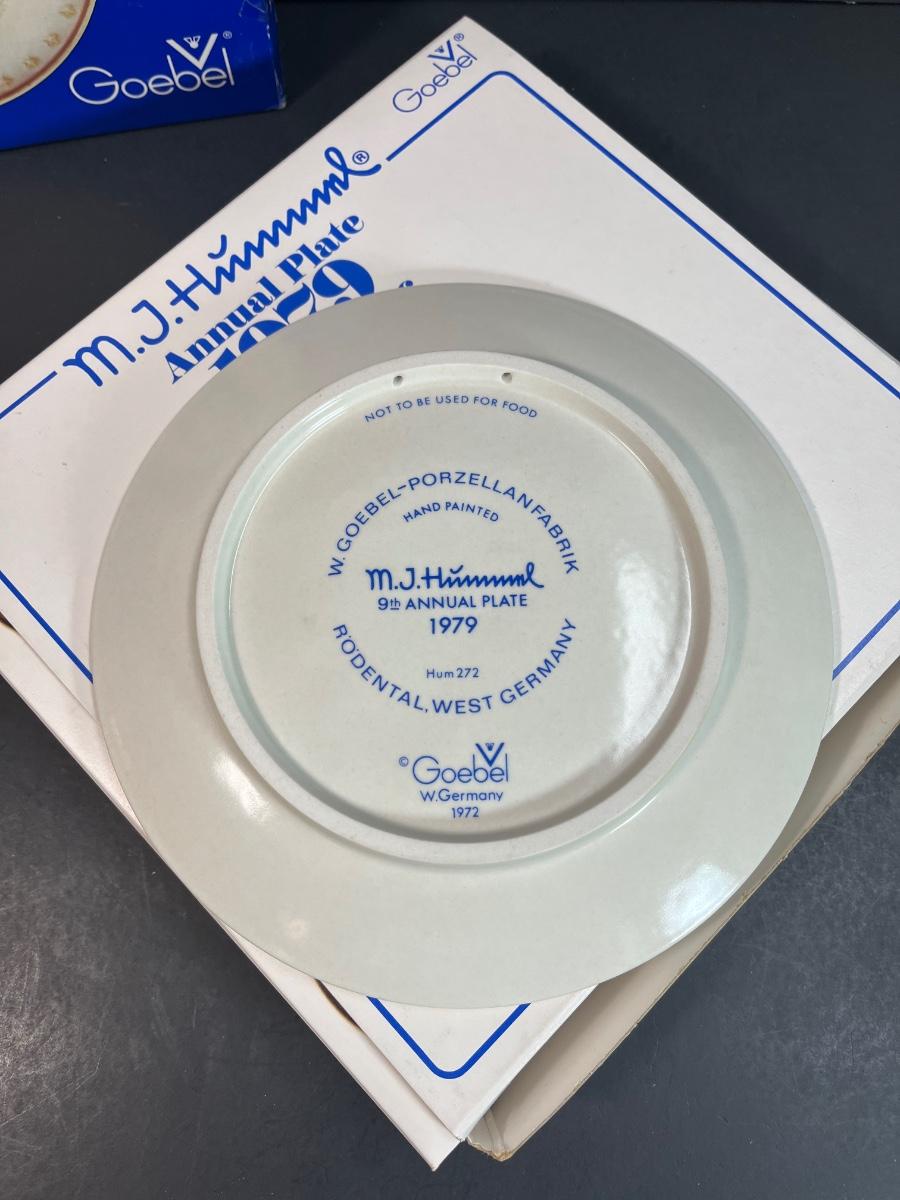 Goebel®
Goebel®
M.J.Hummel®
Annual Plate
1979
NOT TO BE USED FOR FOOD
W. GOEBEL-PORZELLANFABRIK
HAND PAINTED
M.J.Hummel
9th ANNUAL PLATE
1979
Hum 272
RÖDENTAL, WEST GERMANY
© Goebel
W.Germany
1972